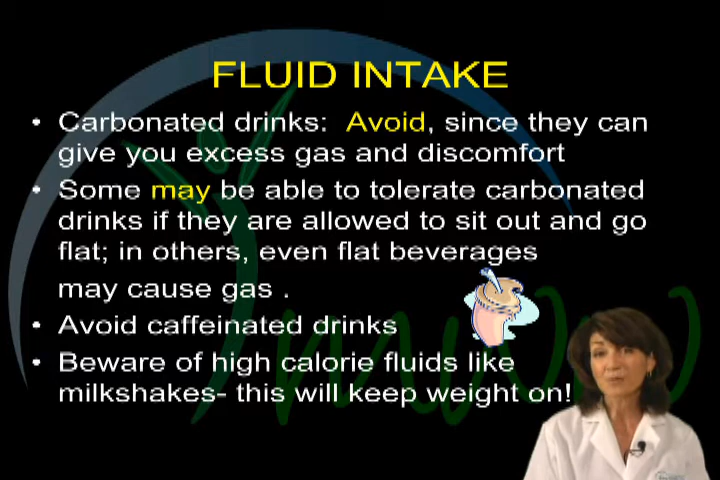 FLUID INTAKE
• Carbonated drinks: Avoid, since they can
give you excess gas and discomfort
• Some may be able to tolerate carbonated
drinks if they are allowed to sit out and go
flat; in others, even flat beverages
may cause gas .
• Avoid caffeinated drinks
• Beware of high calorie fluids like
milkshakes- this will keep weight on!